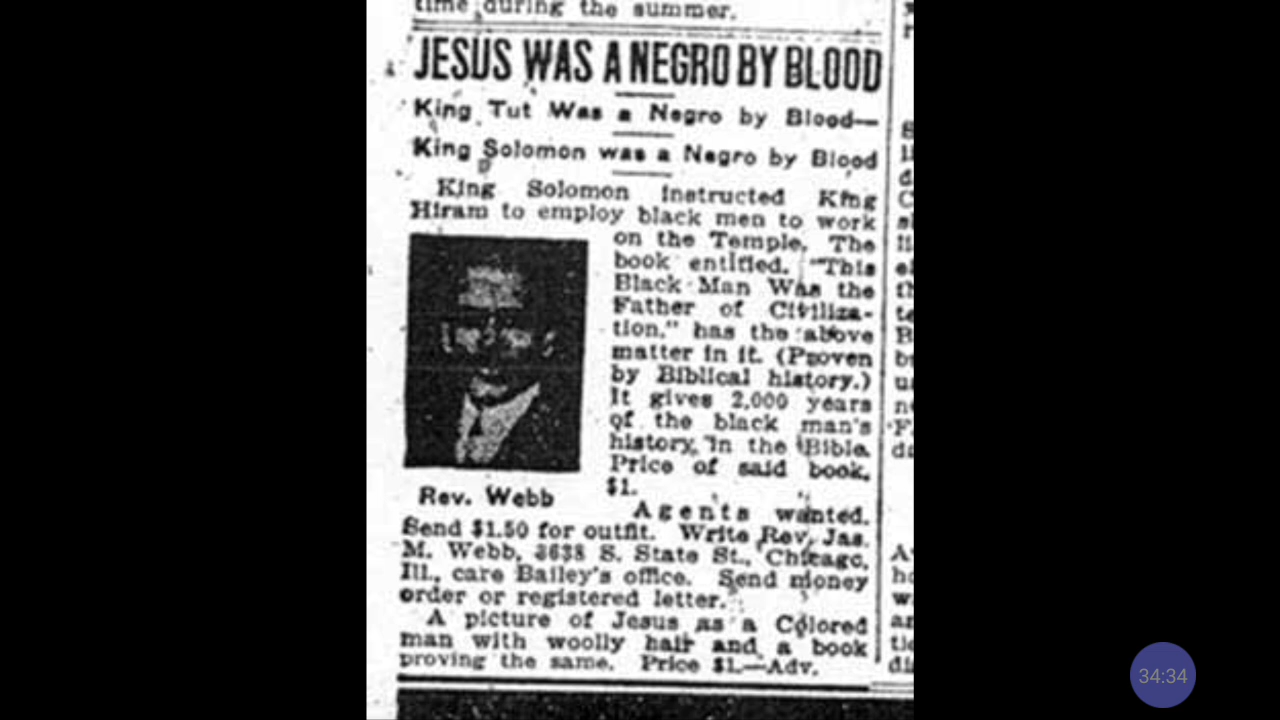 time during the summer.
JESUS WAS A NEGRO BY BLOOD
King Tut Was a Negro by Blood—
King Solomon was a Negro by Blood
King Solomon instructed King
Hiram to employ black men to work
on the Temple. The
book entitled, "This
Black Man Was the
Father of Civiliza-
tion," has the above
matter in it. (Proven
by Biblical history.)
It gives 2,000 years
of the black man's
history in the Bible.
Price of said book,
$1.
Rev. Webb
Agents wanted.
Send $1.50 for outfit. Write Rev. Jas.
M. Webb, 3638 S. State St., Chicago,
Ill., care Bailey's office. Send money
order or registered letter.
A picture of Jesus as a Colored
man with woolly hair and a book
proving the same. Price $1.—Adv.
34:34